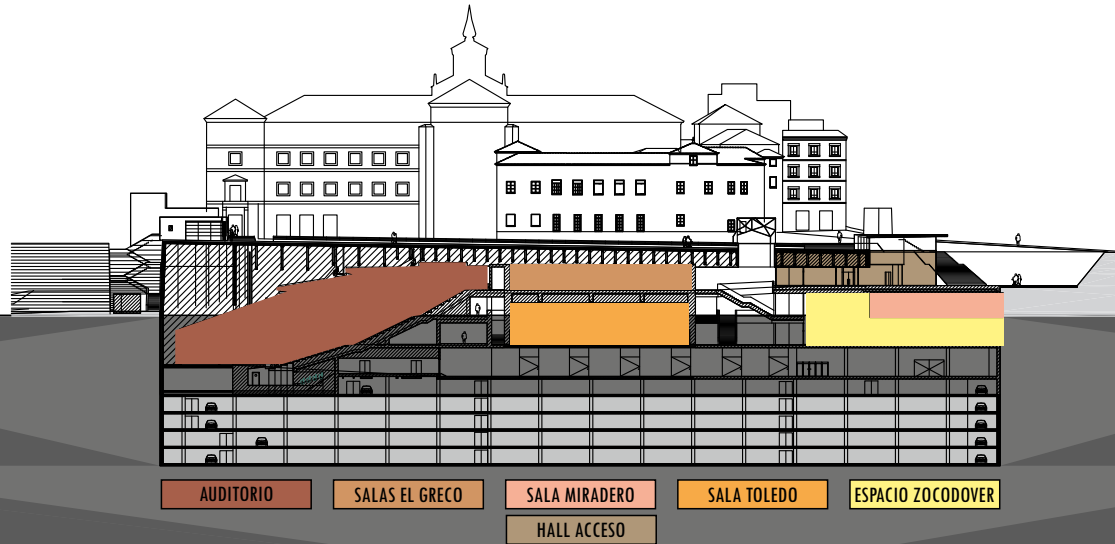 AUDITORIO
SALAS EL GRECO
SALA MIRADERO
SALA TOLEDO
ESPACIO ZOCODOVER
HALL ACCESO